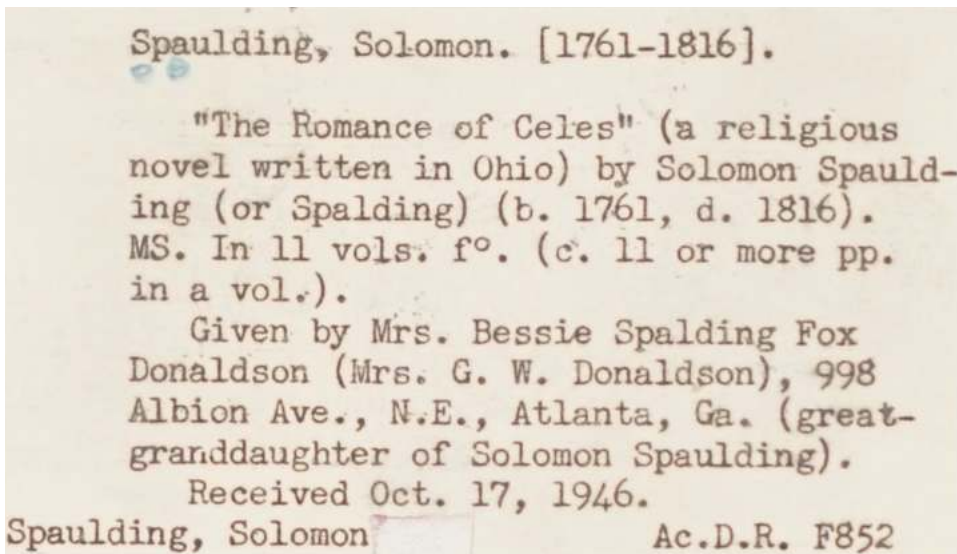 Spaulding, Solomon. [1761-1816].
"The Romance of Celes" (a religious
novel written in Ohio) by Solomon Spauld-
ing (or Spalding) (b. 1761, d. 1816).
MS. In 11 vols. f°. (c. 11 or more pp.
in a vol.).
Given by Mrs. Bessie Spalding Fox
Donaldson (Mrs. G. W. Donaldson), 998
Albion Ave., N.E., Atlanta, Ga. (great-
granddaughter of Solomon Spaulding).
Received Oct. 17, 1946.
Spaulding, Solomon Ac.D.R. F852